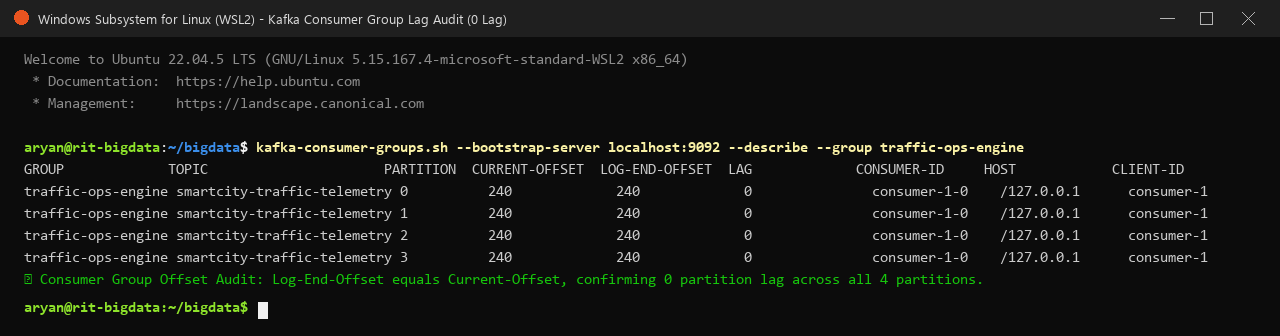 Windows Subsystem for Linux (WSL2) - Kafka Consumer Group Lag Audit (0 Lag)
Welcome to Ubuntu 22.04.5 LTS (GNU/Linux 5.15.167.4-microsoft-standard-WSL2 x86_64)
* Documentation:  https://help.ubuntu.com
* Management:     https://landscape.canonical.com
aryan@rit-bigdata:~/bigdata$ kafka-consumer-groups.sh --bootstrap-server localhost:9092 --describe --group traffic-ops-engine
GROUP             TOPIC                      PARTITION  CURRENT-OFFSET  LOG-END-OFFSET  LAG             CONSUMER-ID     HOST            CLIENT-ID
traffic-ops-engine smartcity-traffic-telemetry 0          240             240             0               consumer-1-0    /127.0.0.1      consumer-1
traffic-ops-engine smartcity-traffic-telemetry 1          240             240             0               consumer-1-0    /127.0.0.1      consumer-1
traffic-ops-engine smartcity-traffic-telemetry 2          240             240             0               consumer-1-0    /127.0.0.1      consumer-1
traffic-ops-engine smartcity-traffic-telemetry 3          240             240             0               consumer-1-0    /127.0.0.1      consumer-1
Consumer Group Offset Audit: Log-End-Offset equals Current-Offset, confirming 0 partition lag across all 4 partitions.
aryan@rit-bigdata:~/bigdata$